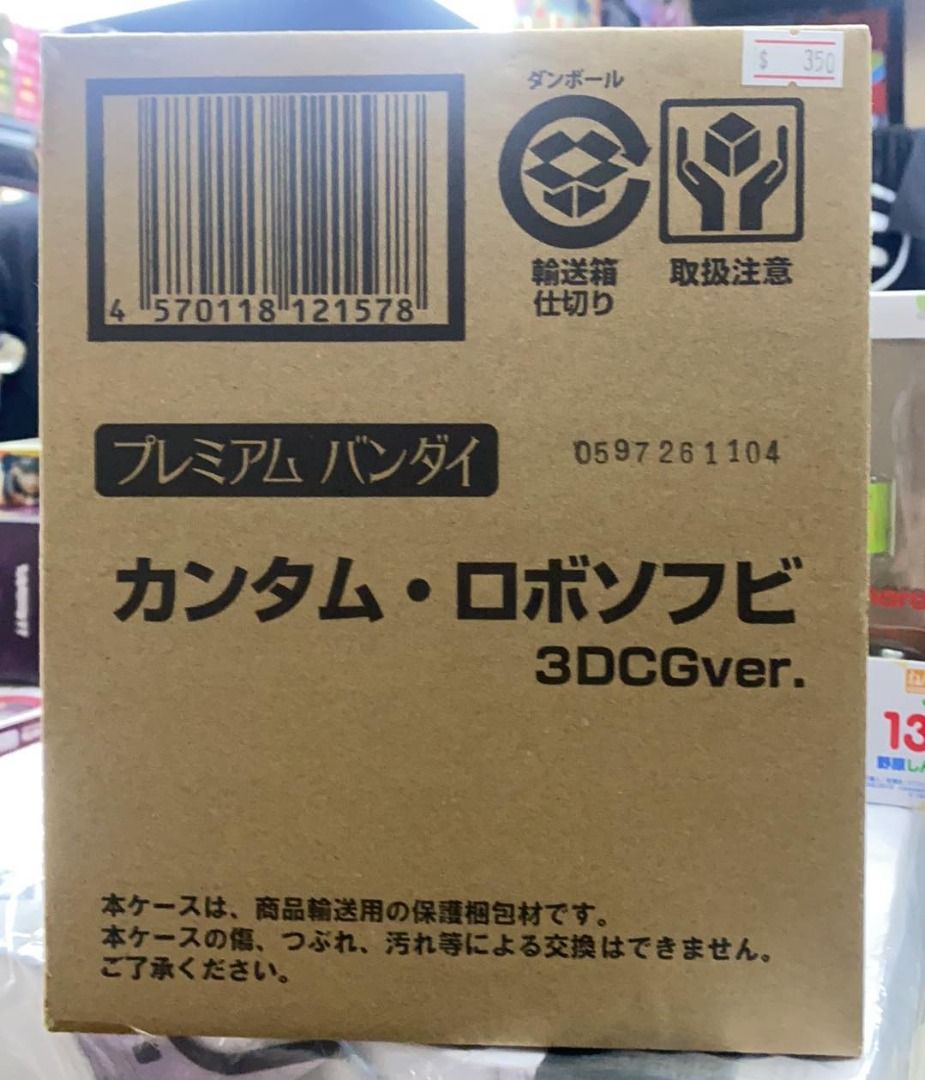 $ 350
ダンボール
4 570118 121578
輸送箱
仕切り
取扱注意
プレミアム バンダイ
0597261104
カンタム・ロボソフビ
3DCGver.
13
野原し
本ケースは、商品輸送用の保護梱包材です。
本ケースの傷、つぶれ、汚れ等による交換はできません。
ご了承ください。